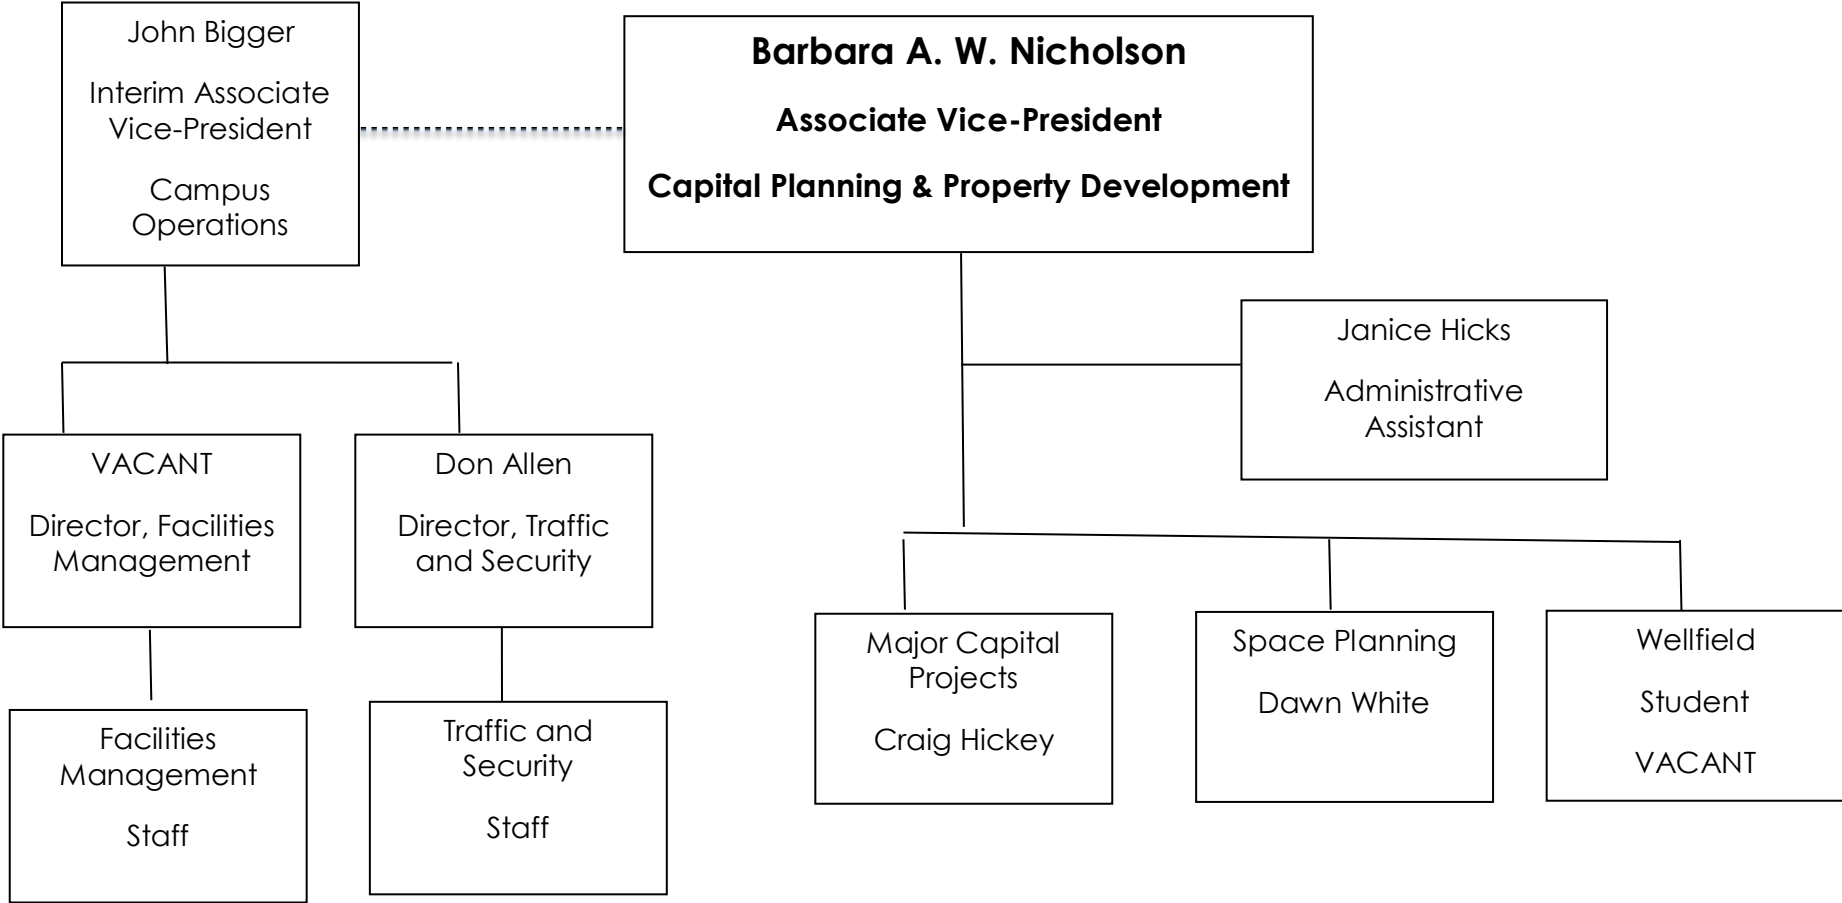 John Bigger
Interim Associate
Vice-President
Campus
Operations
Barbara A. W. Nicholson
Associate Vice-President
Capital Planning & Property Development
Janice Hicks
Administrative
Assistant
VACANT
Director, Facilities
Management
Don Allen
Director, Traffic
and Security
Facilities
Management
Staff
Traffic and
Security
Staff
Major Capital
Projects
Craig Hickey
Space Planning
Dawn White
Wellfield
Student
VACANT